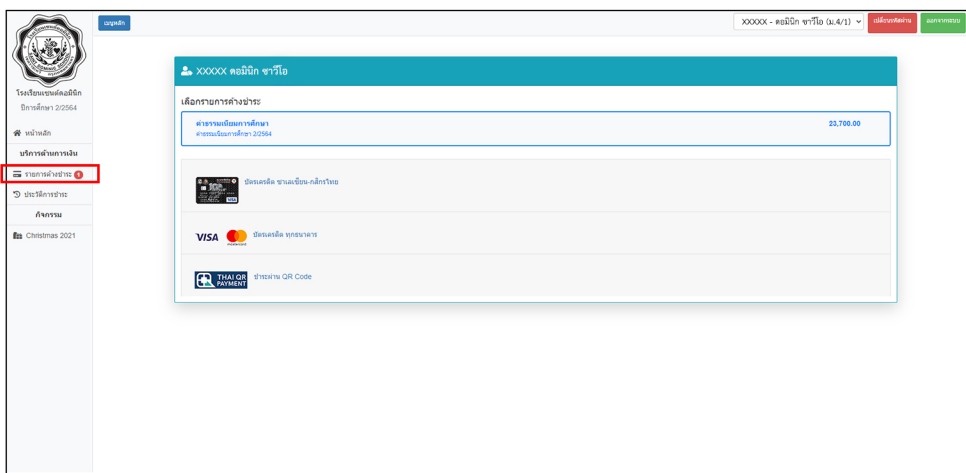 เมนูหลัก
XXXXX - ดอมินิก ซาวีโอ (ม.4/1)
เปลี่ยนรหัสผ่าน
ออกจากระบบ
โรงเรียนเซนต์ดอมินิก
ปีการศึกษา 2/2564
หน้าหลัก
บริการด้านการเงิน
รายการค้างชำระ 1
ประวัติการชำระ
กิจกรรม
Christmas 2021
XXXXX ดอมินิก ซาวีโอ
เลือกรายการค้างชำระ
ค่าธรรมเนียมการศึกษา 23,700.00
ค่าธรรมเนียมการศึกษา 2/2564
บัตรเครดิต ซาเลเซียน-กสิกรไทย
VISA
บัตรเครดิต ทุกธนาคาร
THAI QR
PAYMENT
ชำระผ่าน QR Code